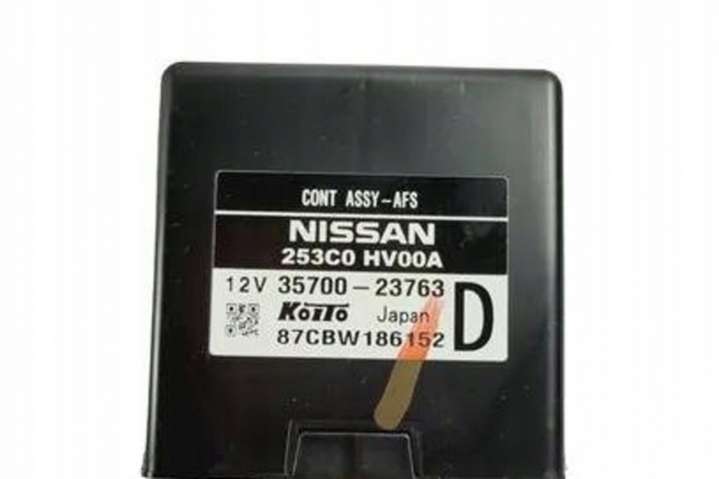 CONT ASSY-AFS
NISSAN
253C0 HV00A
12V 35700-23763
KOITO Japan
87CBW186152
D